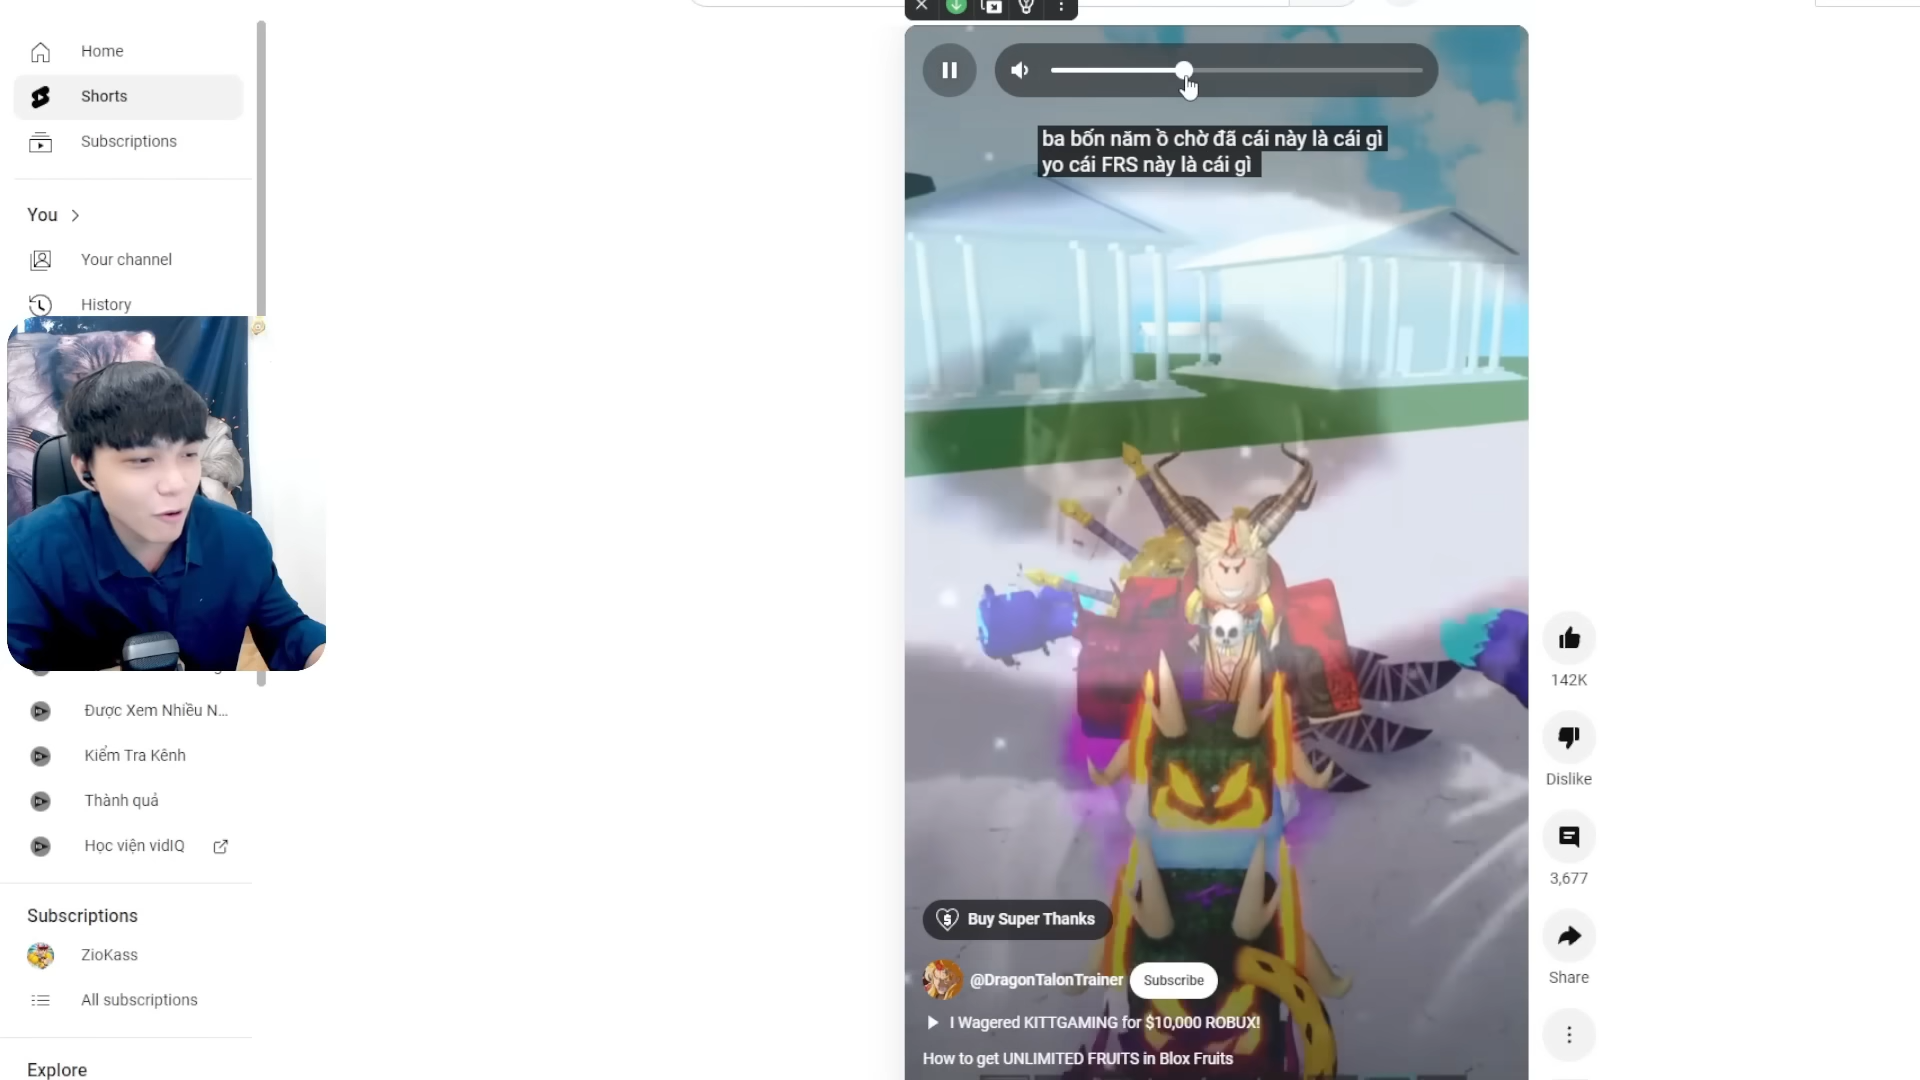 Home
Shorts
Subscriptions
You
Your channel
History
Được Xem Nhiều N...
Kiểm Tra Kênh
Thành quả
Học viện vidIQ
Subscriptions
ZioKass
All subscriptions
Explore
ba bốn năm ồ chờ đã cái này là cái gì
yo cái FRS này là cái gì
Buy Super Thanks
@DragonTalonTrainer Subscribe
I Wagered KITTGAMING for $10,000 ROBUX!
How to get UNLIMITED FRUITS in Blox Fruits
142K
Dislike
3,677
Share